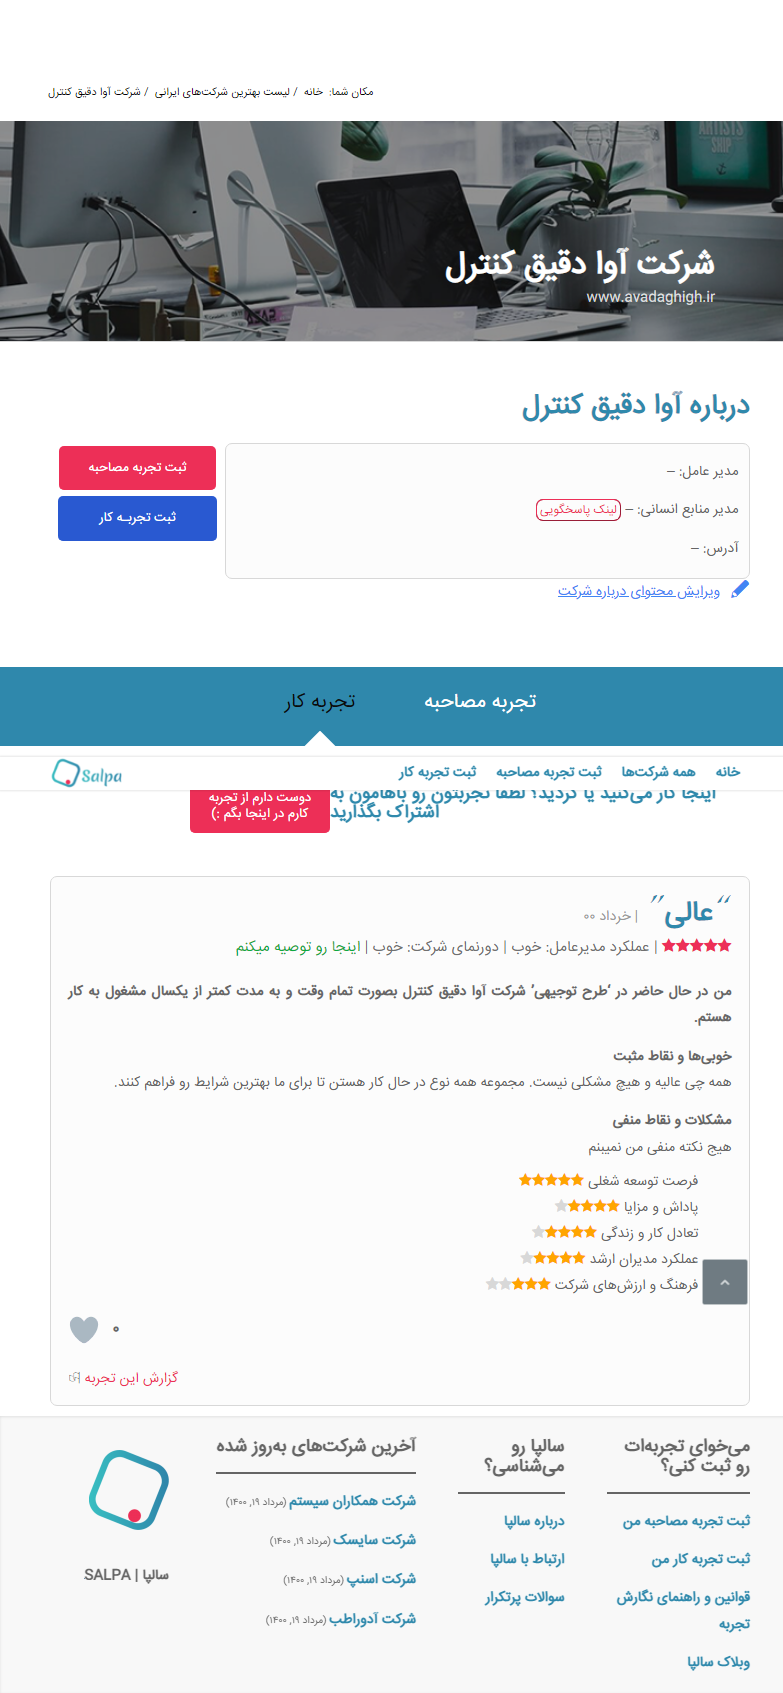 مکان شما: خانه / لیست بهترین شرکت‌های ایرانی / شرکت آوا دقیق کنترل
ARTISTS
SHIP
شرکت آوا دقیق کنترل
www.avadaghigh.ir
درباره آوا دقیق کنترل
مدیر عامل: –
مدیر منابع انسانی: – لینک پاسخگویی
آدرس: –
ثبت تجربه مصاحبه
ثبت تجربـه کار
ویرایش محتوای درباره شرکت
تجربه مصاحبه
تجربه کار
خانه
همه شرکت‌ها
ثبت تجربه مصاحبه
ثبت تجربه کار
Salpa
اینجا کار می‌کنید یا کردید؟ لطفا تجربتون رو باهامون به
اشتراک بگذارید
دوست دارم از تجربه
کارم در اینجا بگم :)
”عالی” | خرداد ۰۰
| عملکرد مدیرعامل: خوب | دورنمای شرکت: خوب | اینجا رو توصیه میکنم
من در حال حاضر در ‘طرح توجیهی’ شرکت آوا دقیق کنترل بصورت تمام وقت و به مدت کمتر از یکسال مشغول به کار
هستم.
خوبی‌ها و نقاط مثبت
همه چی عالیه و هیچ مشکلی نیست. مجموعه همه نوع در حال کار هستن تا برای ما بهترین شرایط رو فراهم کنند.
مشکلات و نقاط منفی
هیچ نکته منفی من نمیبنم
فرصت توسعه شغلی
پاداش و مزایا
تعادل کار و زندگی
عملکرد مدیران ارشد
فرهنگ و ارزش‌های شرکت
۰
گزارش این تجربه
می‌خوای تجربه‌ات
رو ثبت کنی؟
ثبت تجربه مصاحبه من
ثبت تجربه کار من
قوانین و راهنمای نگارش
تجربه
وبلاک سالپا
سالپا رو
می‌شناسی؟
درباره سالپا
ارتباط با سالپا
سوالات پرتکرار
آخرین شرکت‌های به‌روز شده
شرکت همکاران سیستم (مرداد ۱۹, ۱۴۰۰)
شرکت سایسک (مرداد ۱۹, ۱۴۰۰)
شرکت اسنپ (مرداد ۱۹, ۱۴۰۰)
شرکت آدوراطب (مرداد ۱۹, ۱۴۰۰)
سالپا | SALPA